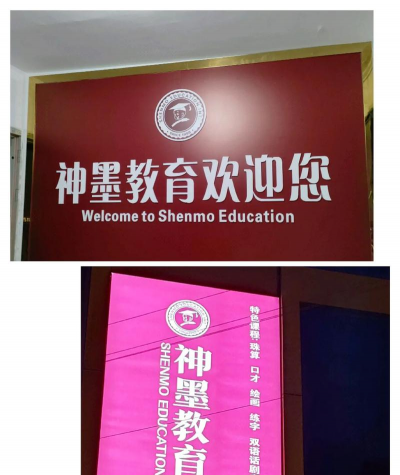 神墨教育欢迎您
Welcome to Shenmo Education
神墨教育
SHENMO EDUCATION
特色课程:珠算 口才 绘画 练字 双语话剧